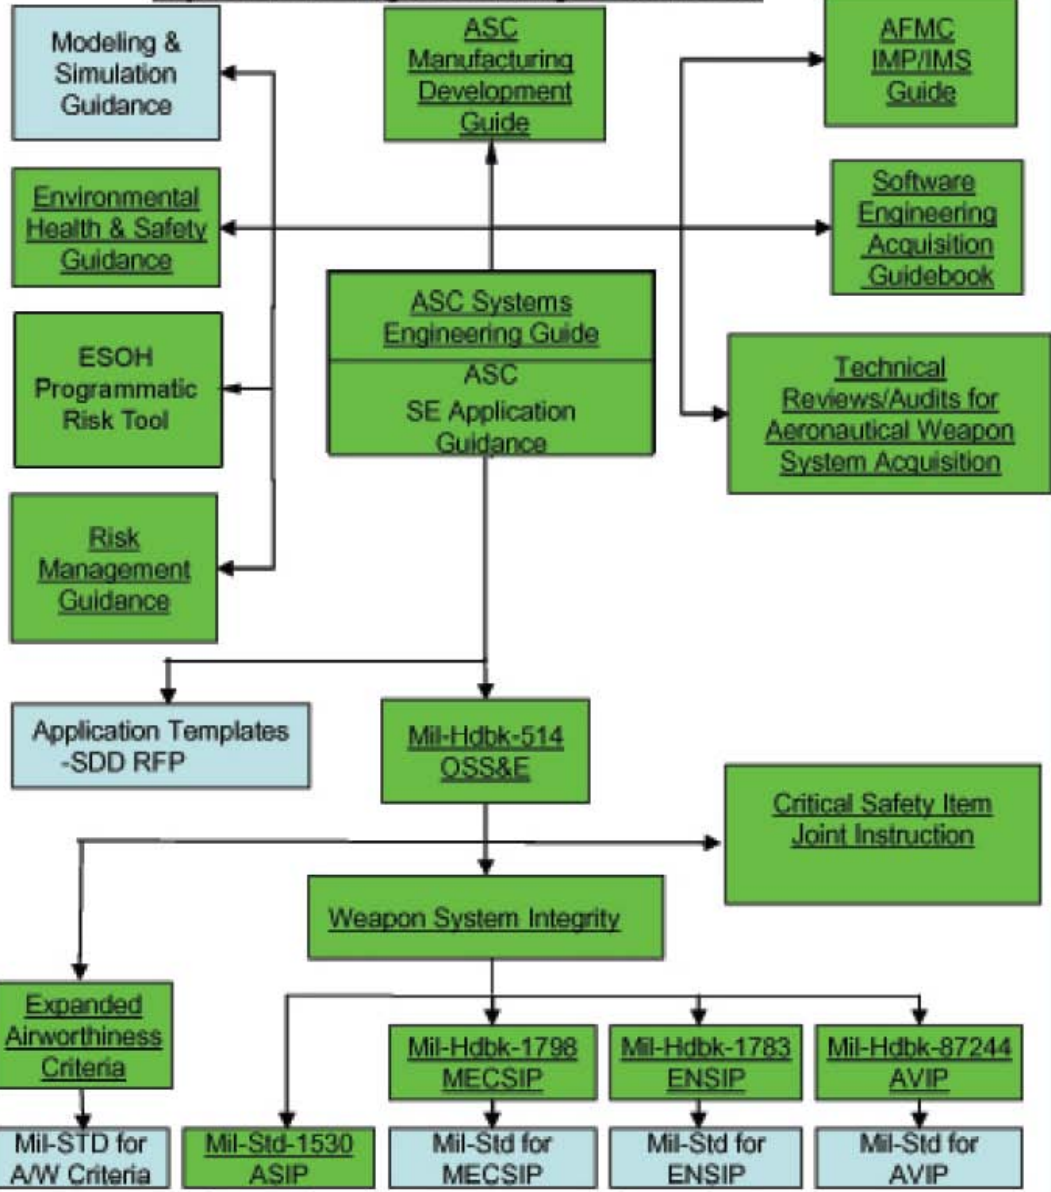 Modeling &
Simulation
Guidance
ASC
Manufacturing
Development
Guide
AFMC
IMP/IMS
Guide
Environmental
Health & Safety
Guidance
Software
Engineering
Acquisition
Guidebook
ASC Systems
Engineering Guide
ASC
SE Application
Guidance
ESOH
Programmatic
Risk Tool
Technical
Reviews/Audits for
Aeronautical Weapon
System Acquisition
Risk
Management
Guidance
Application Templates
-SDD RFP
Mil-Hdbk-514
OSS&E
Critical Safety Item
Joint Instruction
Weapon System Integrity
Expanded
Airworthiness
Criteria
Mil-Hdbk-1798
MECSIP
Mil-Hdbk-1783
ENSIP
Mil-Hdbk-87244
AVIP
Mil-STD for
A/W Criteria
Mil-Std-1530
ASIP
Mil-Std for
MECSIP
Mil-Std for
ENSIP
Mil-Std for
AVIP